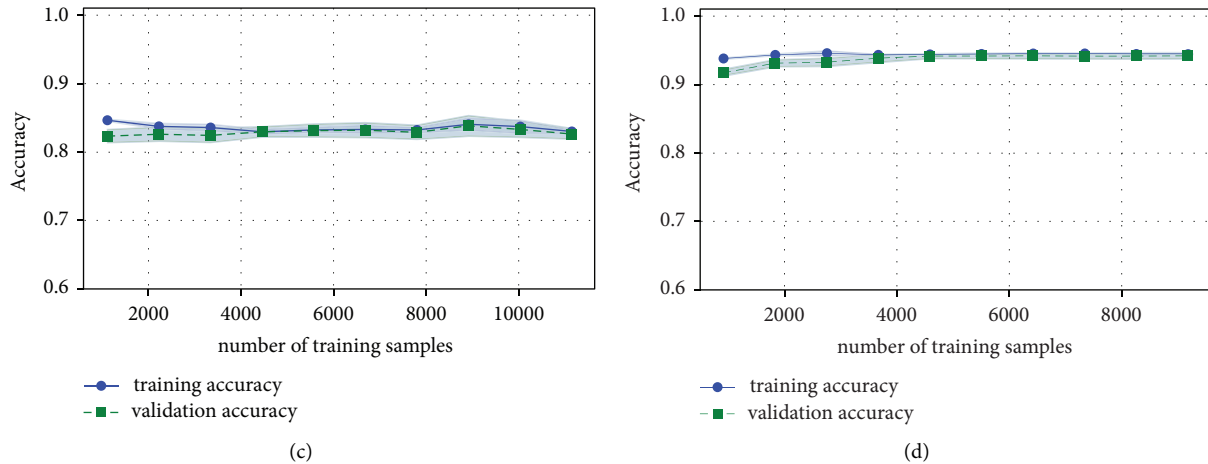 1.0
0.9
0.8
0.7
0.6
Accuracy
2000 4000 6000 8000 10000
number of training samples
training accuracy
validation accuracy
(c)
1.0
0.9
0.8
0.7
0.6
Accuracy
2000 4000 6000 8000
number of training samples
training accuracy
validation accuracy
(d)